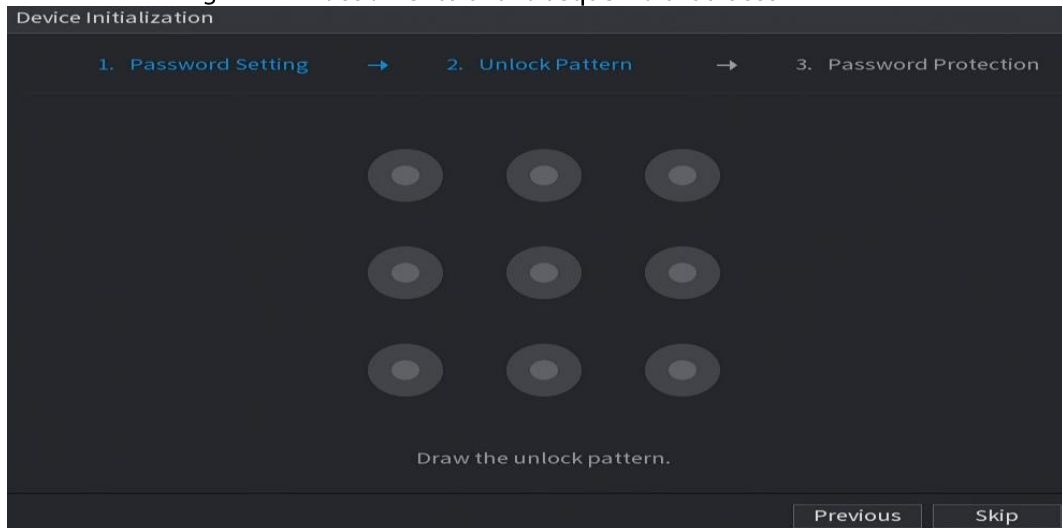 Device Initialization
1. Password Setting → 2. Unlock Pattern → 3. Password Protection
Draw the unlock pattern.
Previous Skip